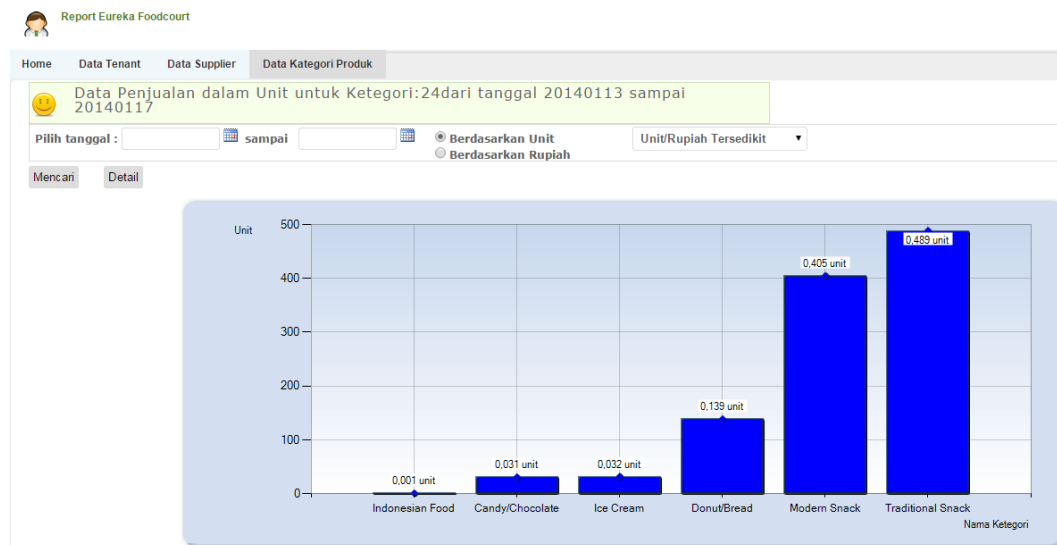 Report Eureka Foodcourt
Home Data Tenant Data Supplier Data Kategori Produk
Data Penjualan dalam Unit untuk Ketegori:24dari tanggal 20140113 sampai
20140117
Pilih tanggal : sampai Berdasarkan Unit Unit/Rupiah Tersedikit
Berdasarkan Rupiah
Mencari Detail
Unit
500
0,489 unit
0,405 unit
400
300
200
0,139 unit
100
0,031 unit 0,032 unit
0,001 unit
0
Indonesian Food Candy/Chocolate Ice Cream Donut/Bread Modern Snack Traditional Snack
Nama Ketegori